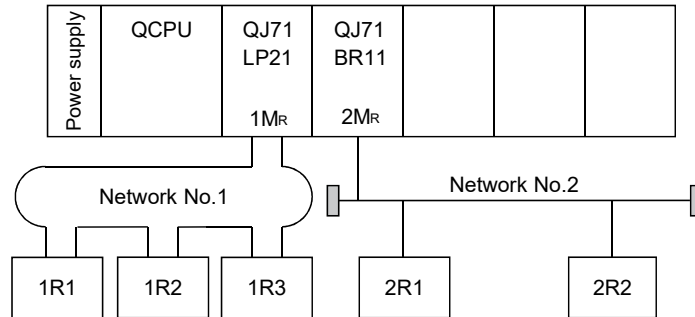 Power supply
QCPU
QJ71
LP21
1MR
QJ71
BR11
2MR
Network No.1
Network No.2
1R1
1R2
1R3
2R1
2R2